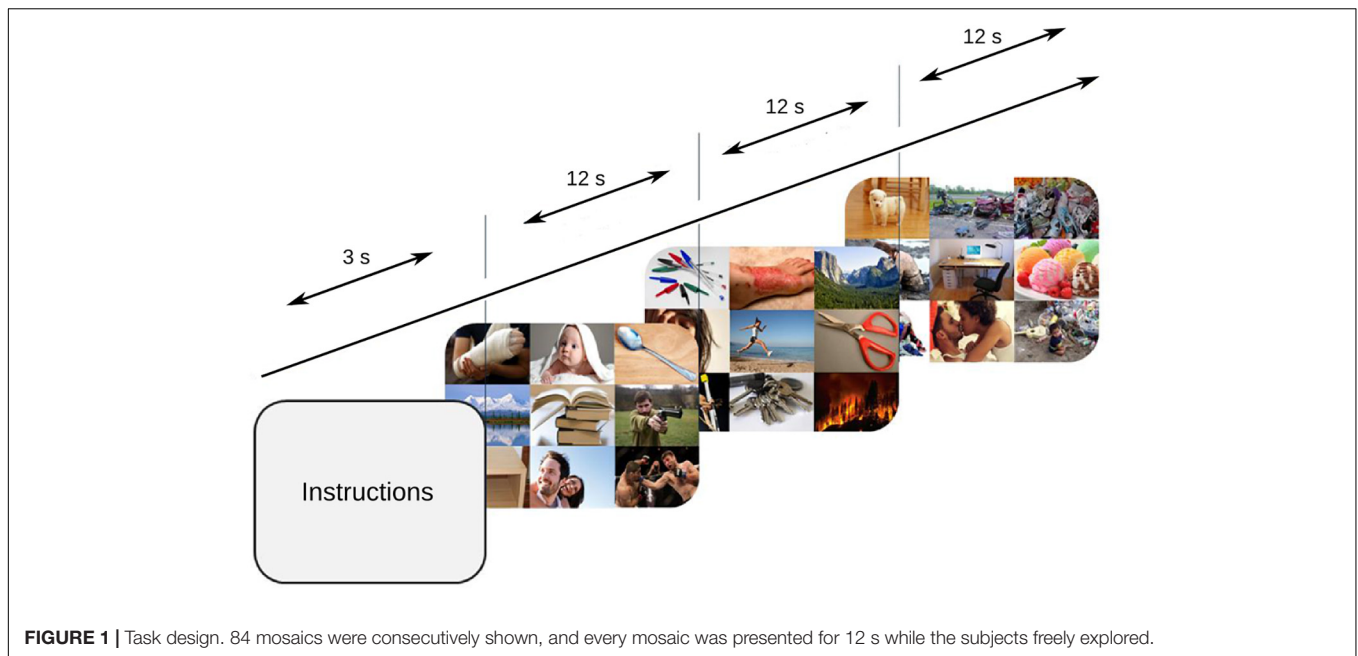 12 s
12 s
12 s
3 s
Instructions
FIGURE 1 | Task design. 84 mosaics were consecutively shown, and every mosaic was presented for 12 s while the subjects freely explored.